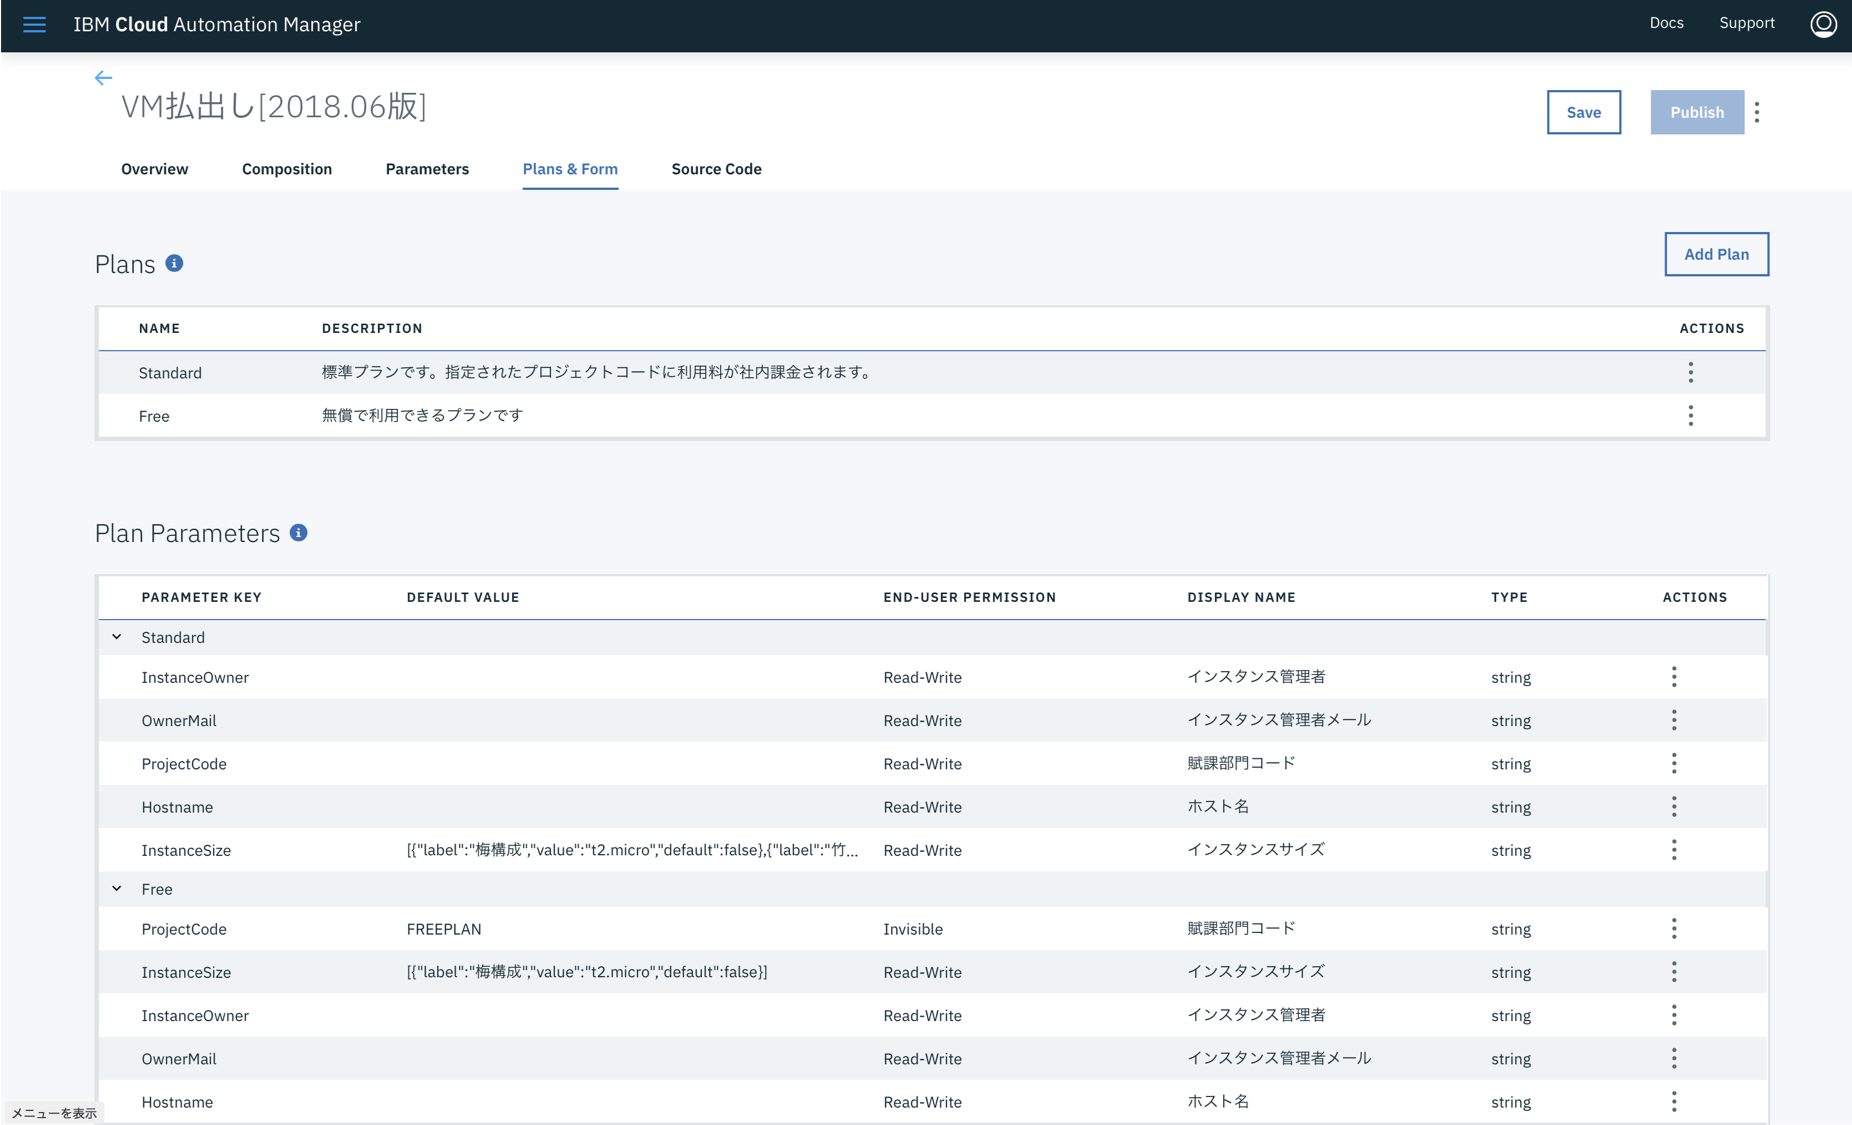 IBM Cloud Automation Manager
Docs Support
VM払出し[2018.06版]
Save Publish
Overview Composition Parameters Plans & Form Source Code
Plans
Add Plan
NAME DESCRIPTION ACTIONS
Standard 標準プランです。指定されたプロジェクトコードに利用料が社内課金されます。
Free 無償で利用できるプランです
Plan Parameters
PARAMETER KEY DEFAULT VALUE END-USER PERMISSION DISPLAY NAME TYPE ACTIONS
Standard
InstanceOwner Read-Write インスタンス管理者 string
OwnerMail Read-Write インスタンス管理者メール string
ProjectCode Read-Write 賦課部門コード string
Hostname Read-Write ホスト名 string
InstanceSize [{"label":"梅構成","value":"t2.micro","default":false},{"label":"竹... Read-Write インスタンスサイズ string
Free
ProjectCode FREEPLAN Invisible 賦課部門コード string
InstanceSize [{"label":"梅構成","value":"t2.micro","default":false}] Read-Write インスタンスサイズ string
InstanceOwner Read-Write インスタンス管理者 string
OwnerMail Read-Write インスタンス管理者メール string
Hostname Read-Write ホスト名 string
メニューを表示